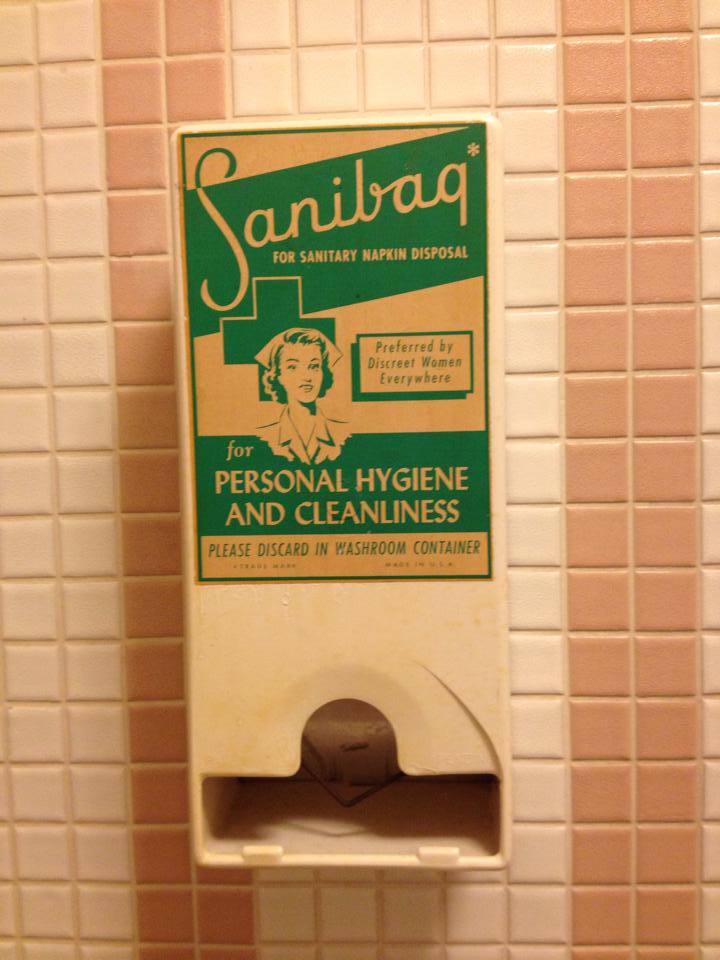 Sanibag*
FOR SANITARY NAPKIN DISPOSAL
Preferred by
Discreet Women
Everywhere
for
PERSONAL HYGIENE
AND CLEANLINESS
PLEASE DISCARD IN WASHROOM CONTAINER
*TRADE MARK MADE IN U.S.A.